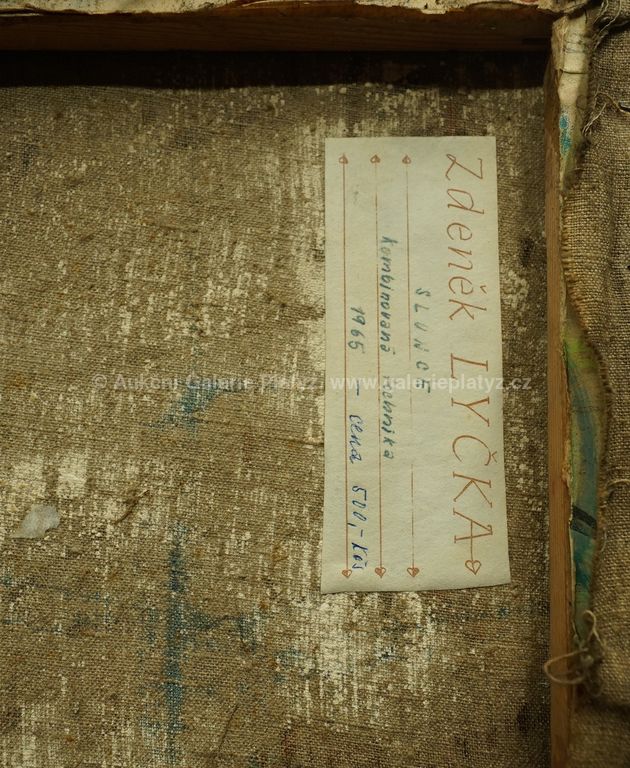 Zdeněk LYČKA
SLUNCE
kombinovaná technika
1965 – cena 500,-Kčs
© Aukční Galerie Platýz, www.galerieplatyz.cz